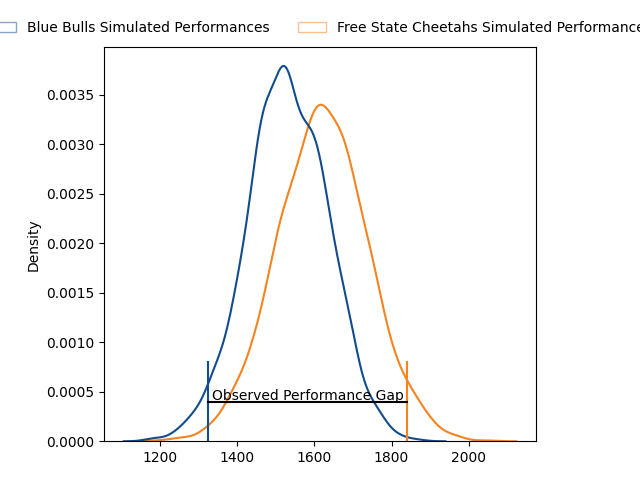 Blue Bulls Simulated Performances Free State Cheetahs Simulated Performance
0.0035
0.0030
0.0025
0.0020
0.0015
0.0010
0.0005
0.0000
Density
Observed Performance Gap
1200 1400 1600 1800 2000